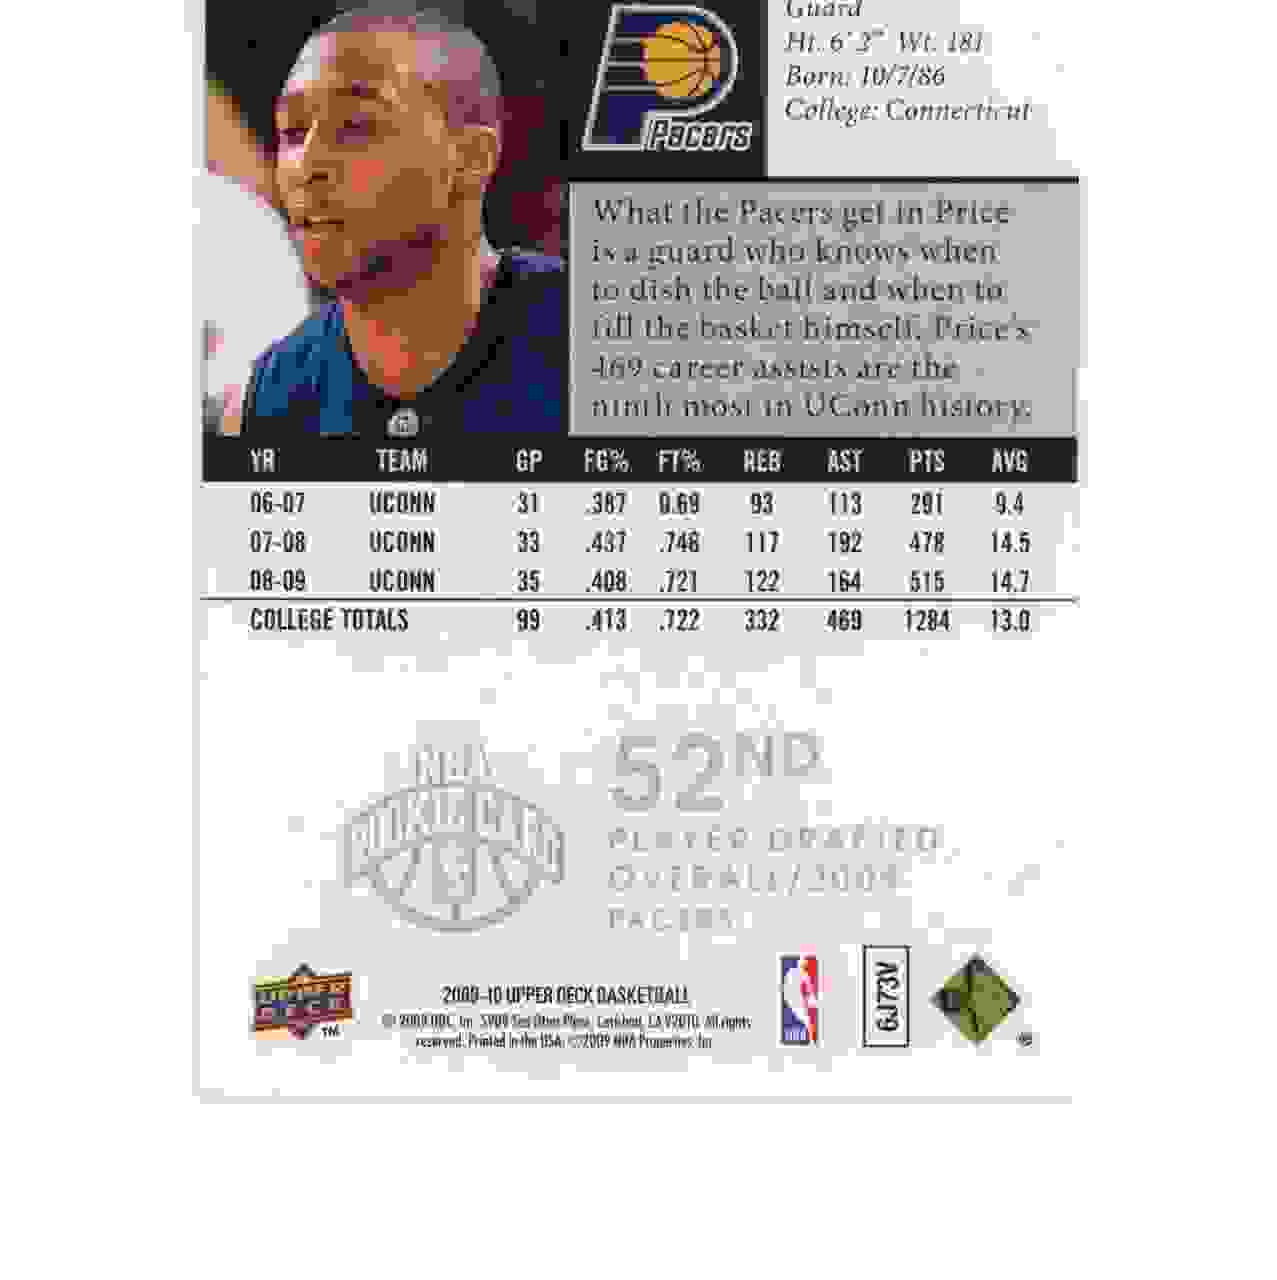 Guard
Ht. 6' 2" Wt. 181
Born: 10/7/86
College: Connecticut
Pacers
What the Pacers get in Price
is a guard who knows when
to dish the ball and when to
fill the basket himself. Price's
469 career assists are the
ninth most in UConn history.
YR TEAM GP FG% FT% REB AST PTS AVG
06-07 UCONN 31 .387 0.69 93 113 291 9.4
07-08 UCONN 33 .437 .746 117 192 478 14.5
08-09 UCONN 35 .408 .721 122 164 515 14.7
COLLEGE TOTALS 99 .413 .722 332 469 1284 13.0
NBA
ROOKIE CARD
52ND
PLAYER DRAFTED
OVERALL/2009
PACERS
UPPER DECK TM
2009-10 UPPER DECK BASKETBALL
© 2009 UDC, Inc. Carlsbad, CA 92010. All rights
reserved. Printed in the USA. ©2009 NBA Properties, Inc
NBA
6J73V
®